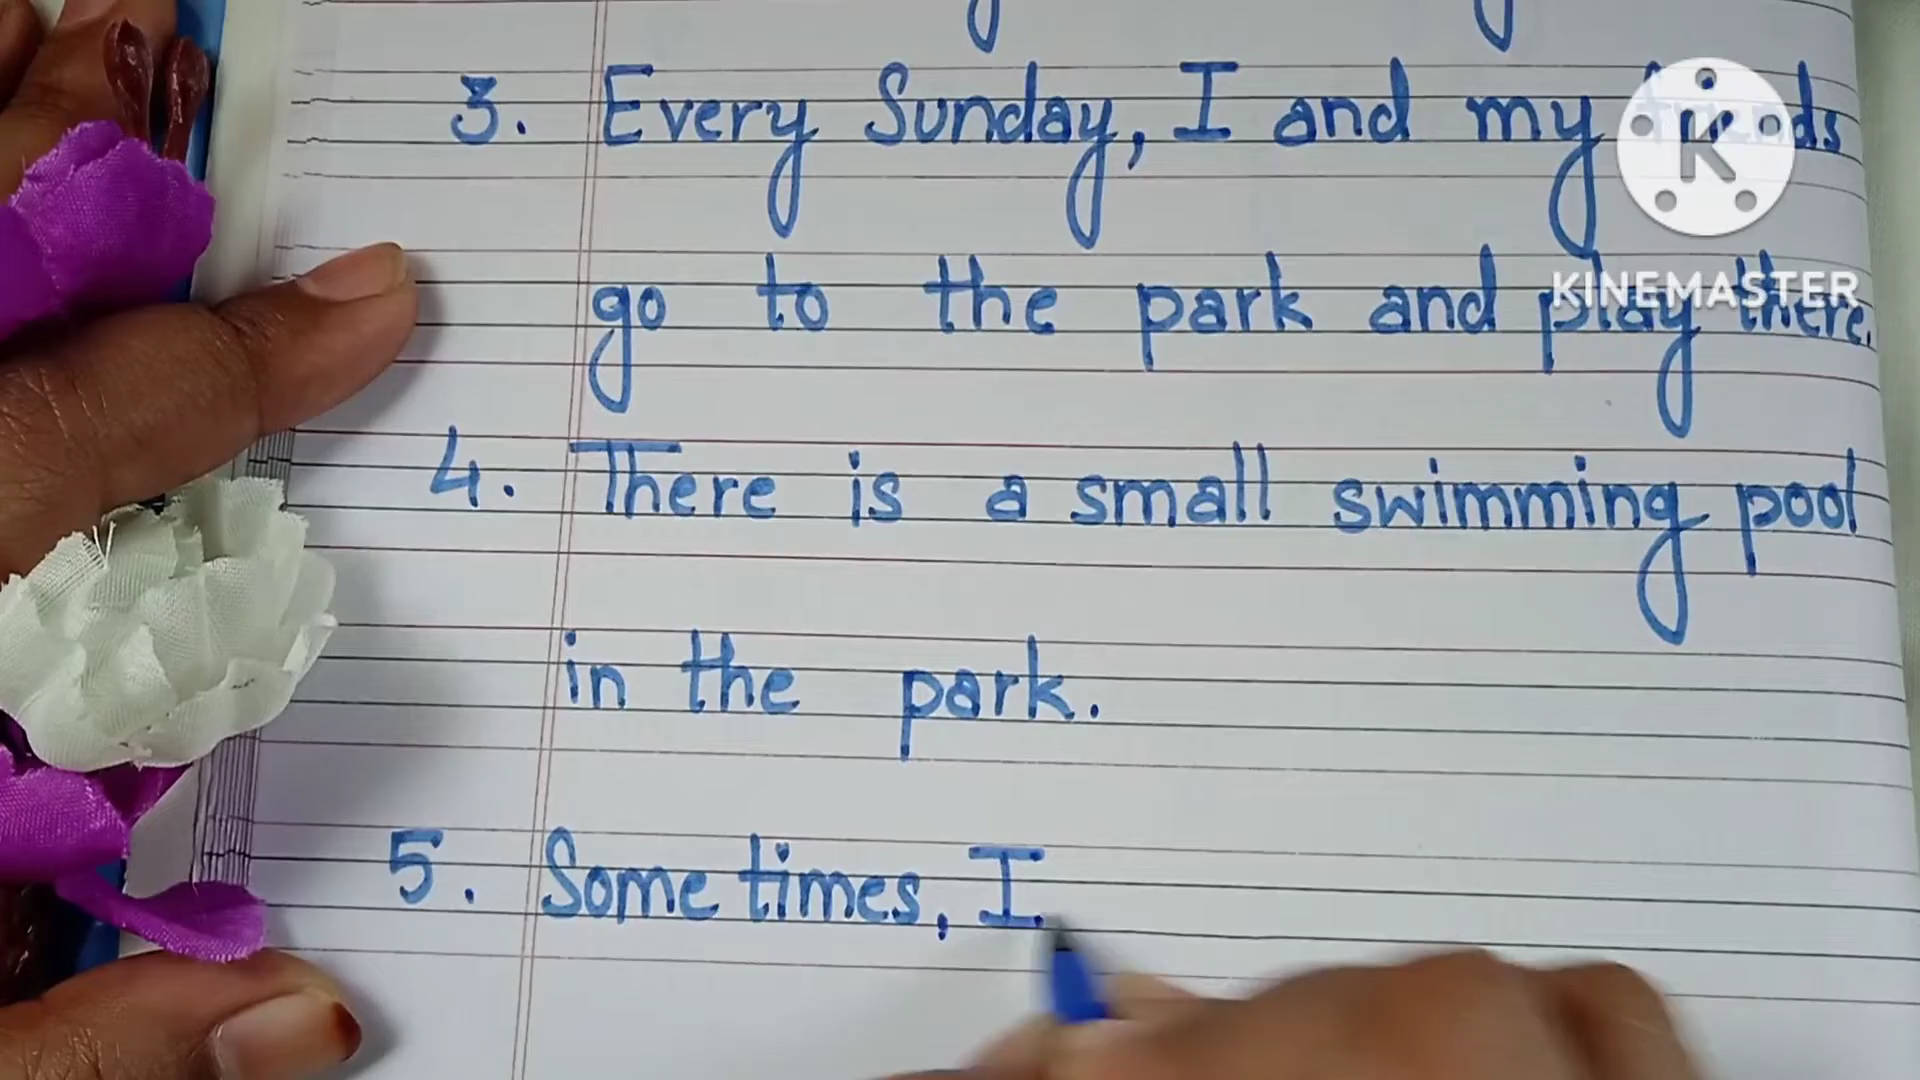 3. Every Sunday, I and my friends
K
KINEMASTER
go to the park and play there.
4. There is a small swimming pool
in the park.
5. Some times, I